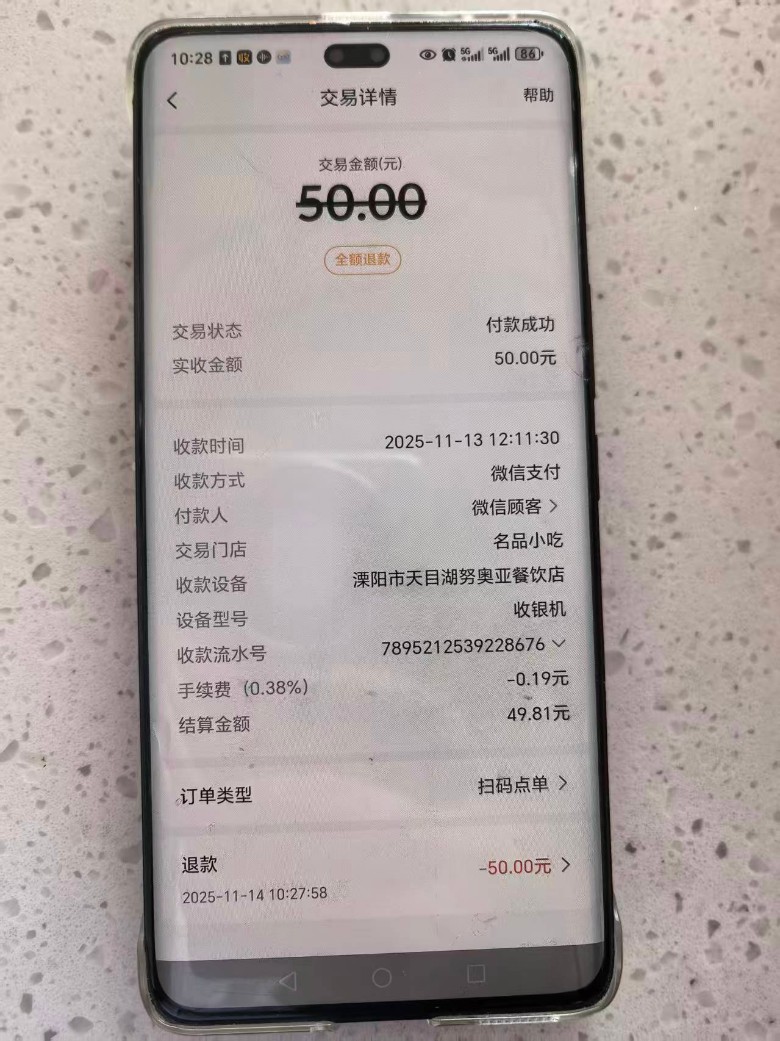 10:28 收 5G 5G 86
交易详情 帮助
交易金额(元)
50.00
全额退款
交易状态 付款成功
实收金额 50.00元
收款时间 2025-11-13 12:11:30
收款方式 微信支付
付款人 微信顾客
交易门店 名品小吃
收款设备 溧阳市天目湖努奥亚餐饮店
设备型号 收银机
收款流水号 7895212539228676
手续费（0.38%） -0.19元
结算金额 49.81元
订单类型 扫码点单
退款 -50.00元
2025-11-14 10:27:58